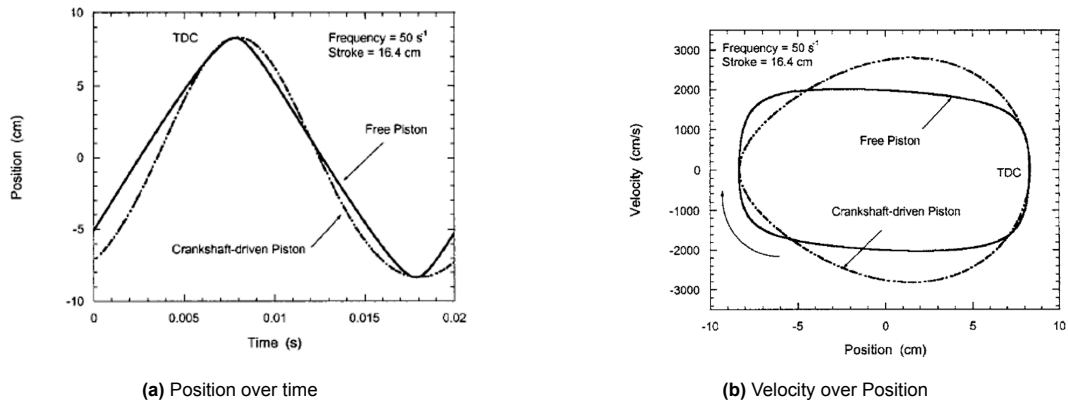 10
5
0
-5
-10
Position (cm)
TDC
Frequency = 50 s⁻¹
Stroke = 16.4 cm
Free Piston
Crankshaft-driven Piston
0
0.005
0.010
0.015
0.02
Time (s)
(a) Position over time
3000
2000
1000
0
-1000
-2000
-3000
Velocity (cm/s)
Frequency = 50 s⁻¹
Stroke = 16.4 cm
Free Piston
TDC
Crankshaft-driven Piston
-10
-5
0
5
10
Position (cm)
(b) Velocity over Position